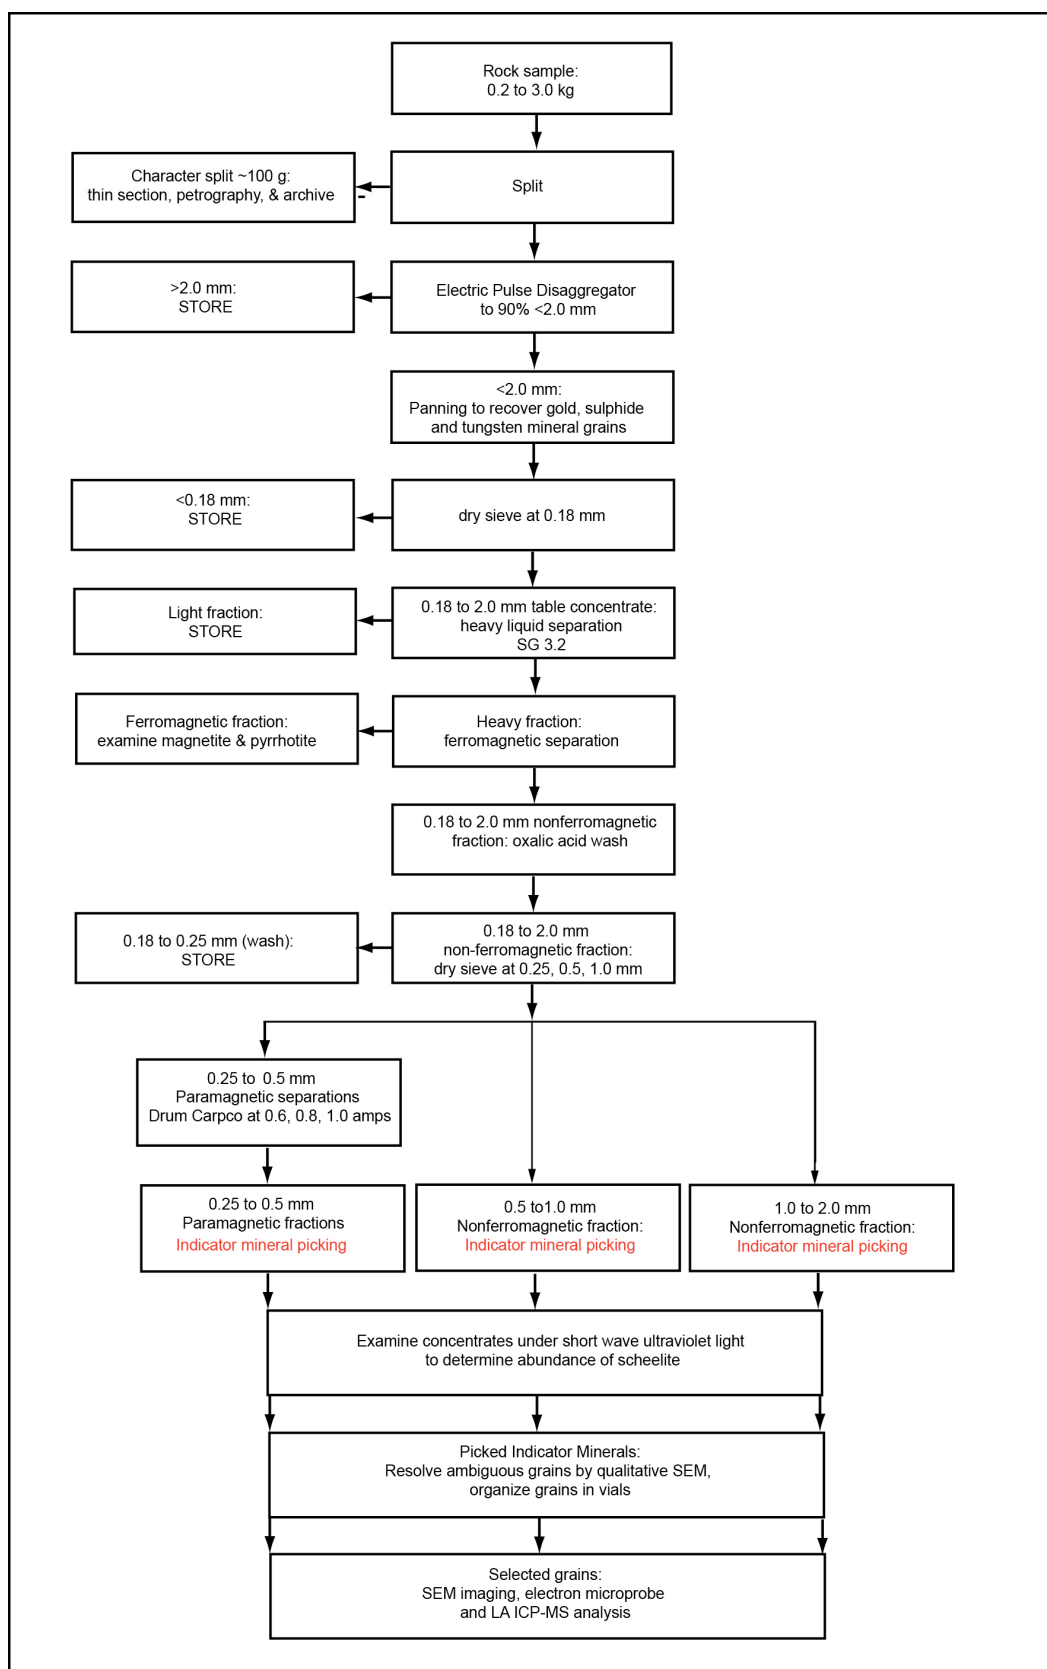 Rock sample:
0.2 to 3.0 kg
Character split ~100 g:
thin section, petrography, & archive
Split
>2.0 mm:
STORE
Electric Pulse Disaggregator
to 90% <2.0 mm
<2.0 mm:
Panning to recover gold, sulphide
and tungsten mineral grains
<0.18 mm:
STORE
dry sieve at 0.18 mm
Light fraction:
STORE
0.18 to 2.0 mm table concentrate:
heavy liquid separation
SG 3.2
Ferromagnetic fraction:
examine magnetite & pyrrhotite
Heavy fraction:
ferromagnetic separation
0.18 to 2.0 mm nonferromagnetic
fraction: oxalic acid wash
0.18 to 0.25 mm (wash):
STORE
0.18 to 2.0 mm
non-ferromagnetic fraction:
dry sieve at 0.25, 0.5, 1.0 mm
0.25 to 0.5 mm
Paramagnetic separations
Drum Carpco at 0.6, 0.8, 1.0 amps
0.25 to 0.5 mm
Paramagnetic fractions
Indicator mineral picking
0.5 to1.0 mm
Nonferromagnetic fraction:
Indicator mineral picking
1.0 to 2.0 mm
Nonferromagnetic fraction:
Indicator mineral picking
Examine concentrates under short wave ultraviolet light
to determine abundance of scheelite
Picked Indicator Minerals:
Resolve ambiguous grains by qualitative SEM,
organize grains in vials
Selected grains:
SEM imaging, electron microprobe
and LA ICP-MS analysis